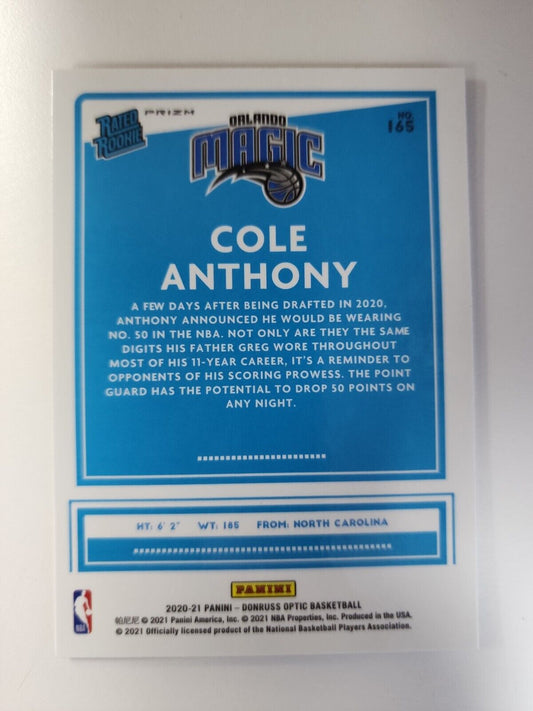 RATED
ROOKIE
PRIZM
ORLANDO
MAGIC
NO.
165
COLE
ANTHONY
A FEW DAYS AFTER BEING DRAFTED IN 2020,
ANTHONY ANNOUNCED HE WOULD BE WEARING
NO. 50 IN THE NBA. NOT ONLY ARE THEY THE SAME
DIGITS HIS FATHER GREG WORE THROUGHOUT
MOST OF HIS 11-YEAR CAREER, IT'S A REMINDER TO
OPPONENTS OF HIS SCORING PROWESS. THE POINT
GUARD HAS THE POTENTIAL TO DROP 50 POINTS ON
ANY NIGHT.
HT: 6' 2" WT: 185 FROM: NORTH CAROLINA
PANINI
NBA
2020-21 PANINI – DONRUSS OPTIC BASKETBALL
帕尼尼 © 2021 Panini America, Inc. © 2021 NBA Properties, Inc. Produced in the USA.
© 2021 Officially licensed product of the National Basketball Players Association.